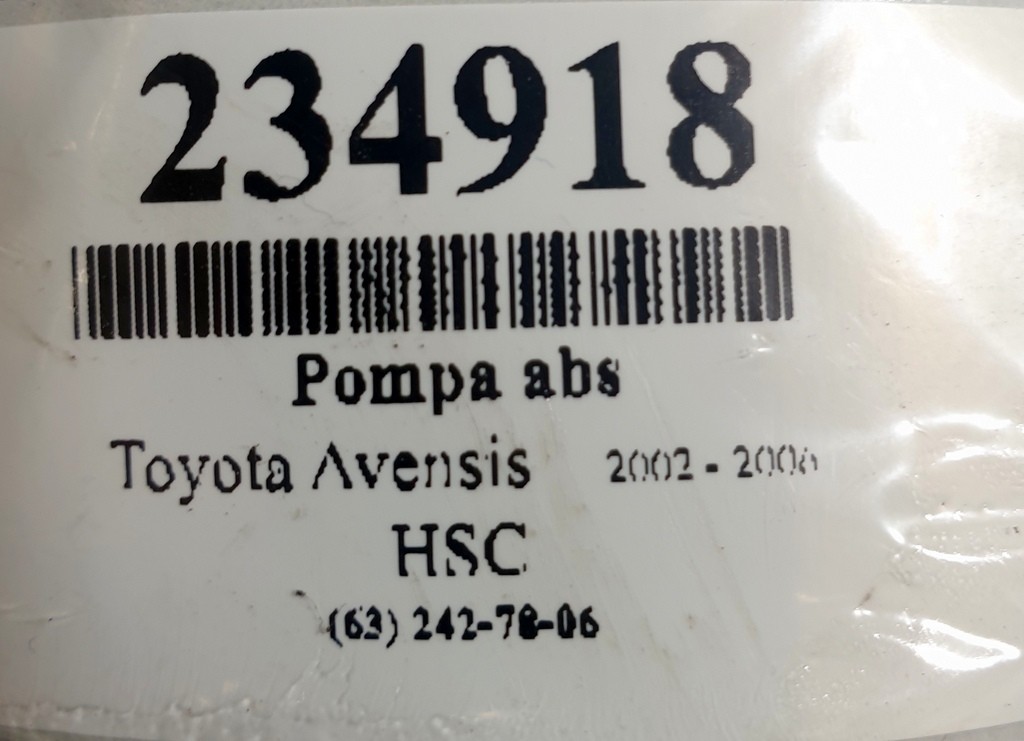 234918
Pompa abs
Toyota Avensis 2002 - 2006
HSC
(63) 242-78-06